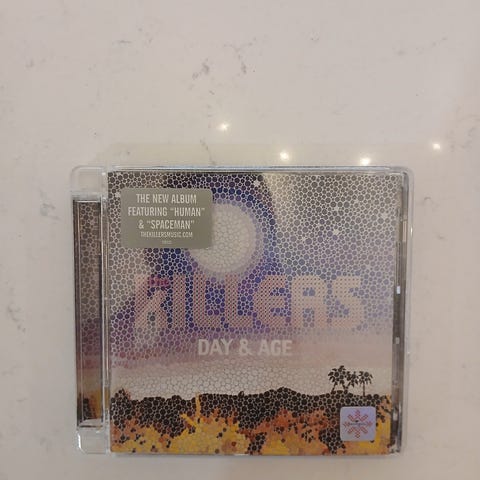 THE NEW ALBUM
FEATURING "HUMAN"
& "SPACEMAN"
THEKILLERSMUSIC.COM
KILLERS
DAY & AGE